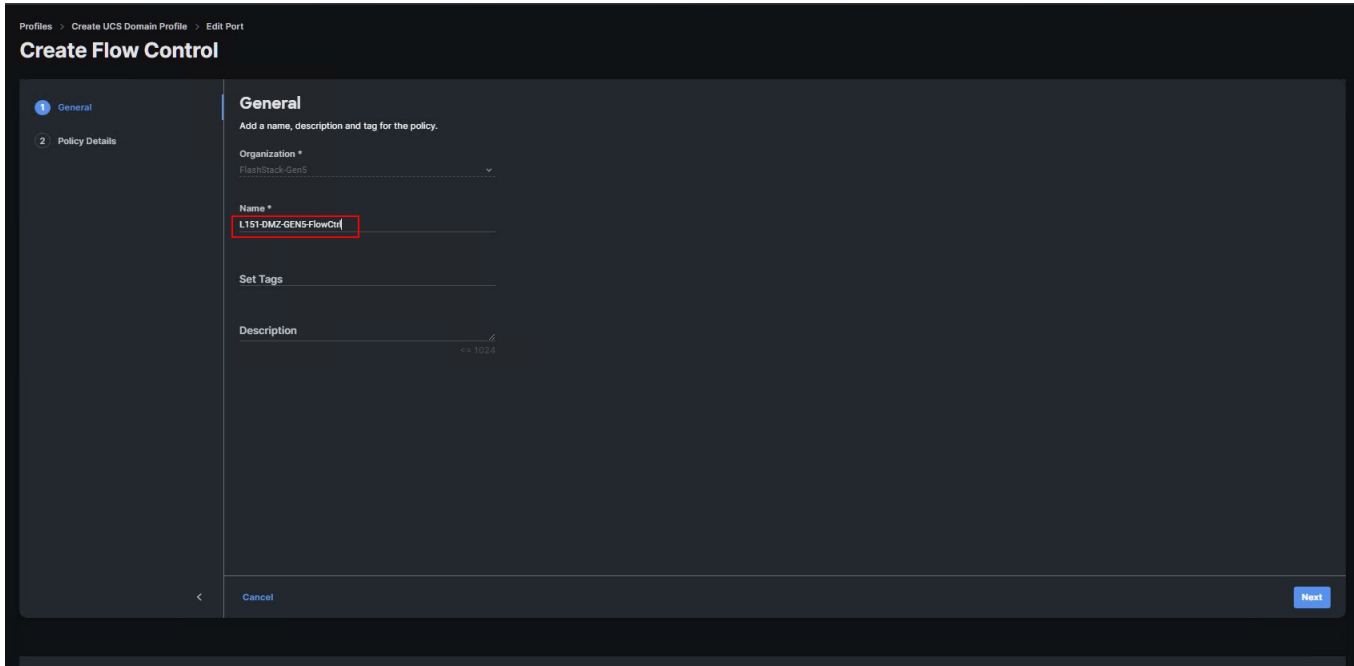 Profiles > Create UCS Domain Profile > Edit Port
Create Flow Control
1 General
2 Policy Details
General
Add a name, description and tag for the policy.
Organization *
FlashStack-Gen5
Name *
L151-DMZ-GEN5-FlowCtrl
Set Tags
Description
<= 1024
< Cancel Next